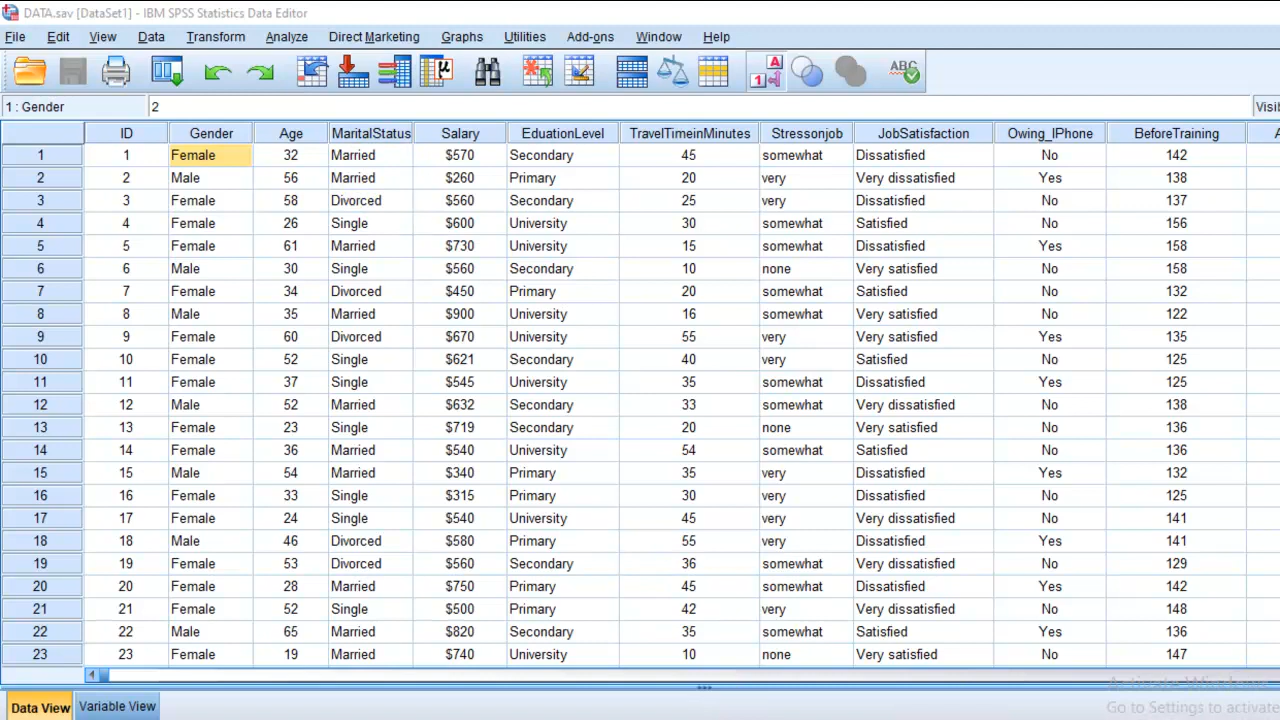 DATA.sav [DataSet1] - IBM SPSS Statistics Data Editor
File Edit View Data Transform Analyze Direct Marketing Graphs Utilities Add-ons Window Help
1 : Gender 2 Visib
ID Gender Age MaritalStatus Salary EduationLevel TravelTimeinMinutes Stressonjob JobSatisfaction Owing_IPhone BeforeTraining A
1 1 Female 32 Married $570 Secondary 45 somewhat Dissatisfied No 142
2 2 Male 56 Married $260 Primary 20 very Very dissatisfied Yes 138
3 3 Female 58 Divorced $560 Secondary 25 very Dissatisfied No 137
4 4 Female 26 Single $600 University 30 somewhat Satisfied No 156
5 5 Female 61 Married $730 University 15 somewhat Dissatisfied Yes 158
6 6 Male 30 Single $560 Secondary 10 none Very satisfied No 158
7 7 Female 34 Divorced $450 Primary 20 somewhat Satisfied No 132
8 8 Male 35 Married $900 University 16 somewhat Very satisfied No 122
9 9 Female 60 Divorced $670 University 55 very Very satisfied Yes 135
10 10 Female 52 Single $621 Secondary 40 very Satisfied No 125
11 11 Female 37 Single $545 University 35 somewhat Dissatisfied Yes 125
12 12 Male 52 Married $632 Secondary 33 somewhat Very dissatisfied No 138
13 13 Female 23 Single $719 Secondary 20 none Very satisfied No 136
14 14 Female 36 Married $540 University 54 somewhat Satisfied No 136
15 15 Male 54 Married $340 Primary 35 very Dissatisfied Yes 132
16 16 Female 33 Single $315 Primary 30 very Dissatisfied No 125
17 17 Female 24 Single $540 University 45 very Very dissatisfied No 141
18 18 Male 46 Divorced $580 Primary 55 very Dissatisfied Yes 141
19 19 Female 53 Divorced $560 Secondary 36 somewhat Very dissatisfied No 129
20 20 Female 28 Married $750 Primary 45 somewhat Dissatisfied Yes 142
21 21 Female 52 Single $500 Primary 42 very Very dissatisfied No 148
22 22 Male 65 Married $820 Secondary 35 somewhat Satisfied Yes 136
23 23 Female 19 Married $740 University 10 none Very satisfied No 147
Activate Windows
Data View Variable View Go to Settings to activate